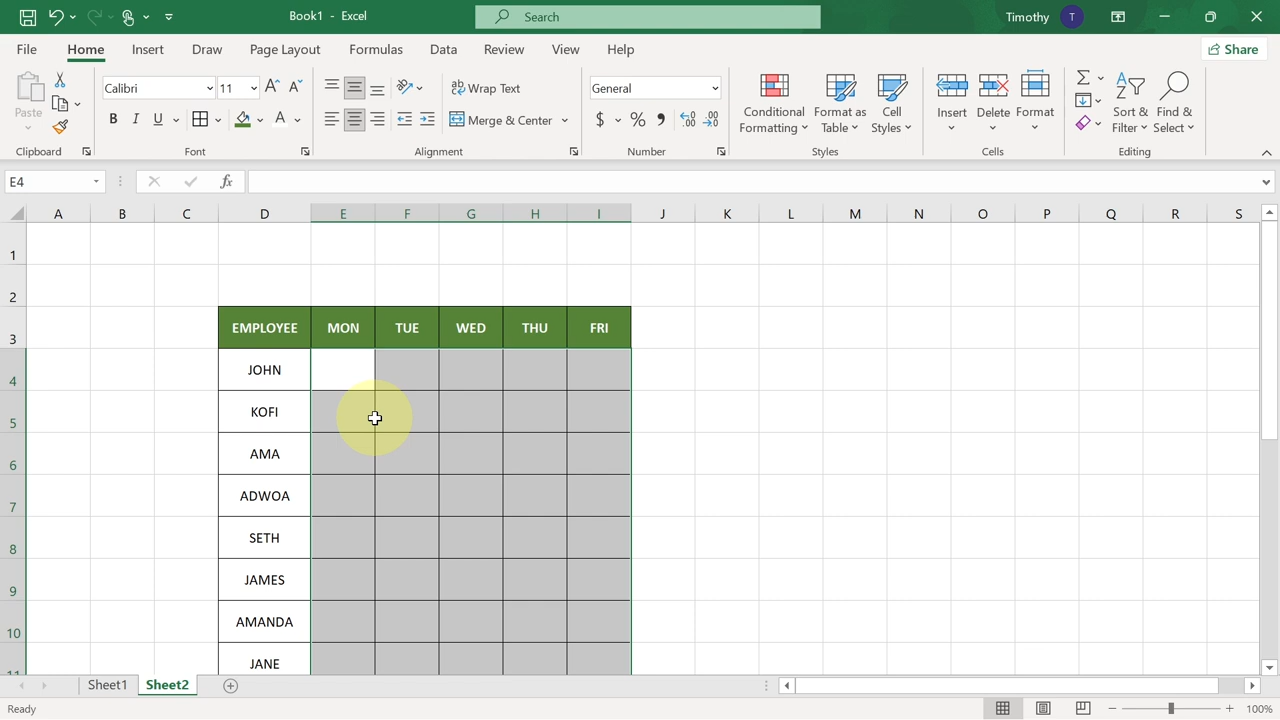 Book1 - Excel
Search
Timothy T
File Home Insert Draw Page Layout Formulas Data Review View Help Share
Paste
Calibri 11 A A
B I U A
ab Wrap Text
Merge & Center
General
$ % 9
Conditional Formatting
Format as Table
Cell Styles
Insert Delete Format
Sort & Filter
Find & Select
Clipboard Font Alignment Number Styles Cells Editing
E4 fx
A B C D E F G H I J K L M O P Q R S
1
2
3 EMPLOYEE MON TUE WED THU FRI
4 JOHN
5 KOFI
6 AMA
7 ADWOA
8 SETH
9 JAMES
10 AMANDA
11 JANE
Sheet1 Sheet2
Ready 100%